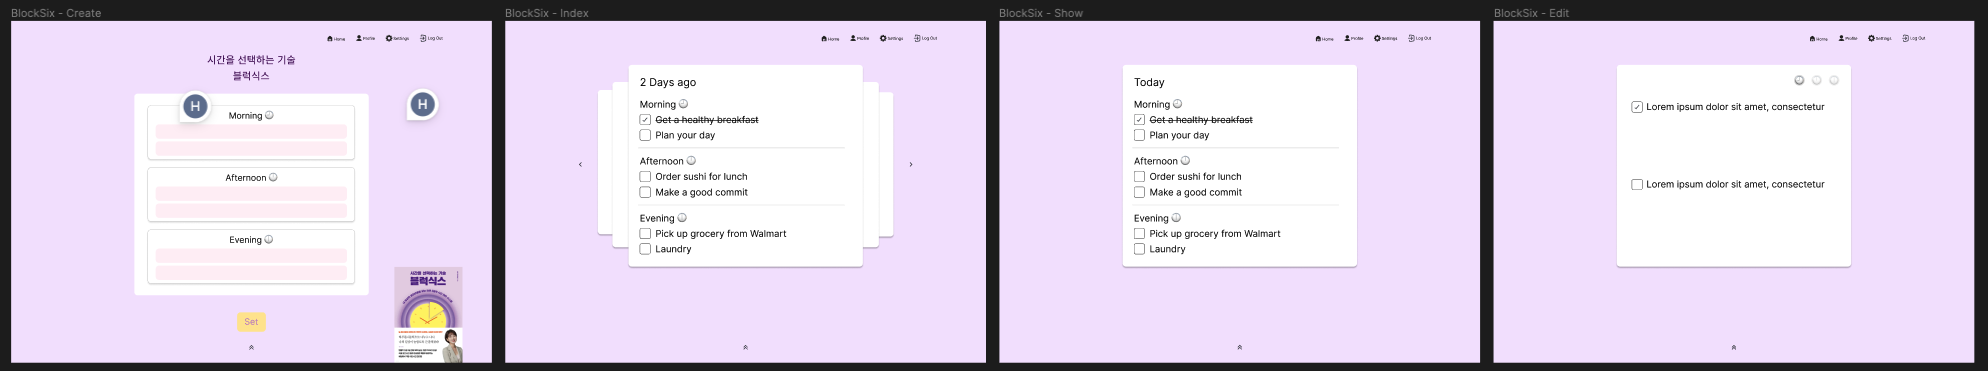 BlockSix - Create
Home Profile Settings Log Out
시간을 선택하는 기술
블럭식스
H
H
Morning
Afternoon
Evening
Set
시간을 선택하는 기술
블럭식스
BlockSix - Index
Home Profile Settings Log Out
2 Days ago
Morning
Get a healthy breakfast
Plan your day
Afternoon
Order sushi for lunch
Make a good commit
Evening
Pick up grocery from Walmart
Laundry
BlockSix - Show
Home Profile Settings Log Out
Today
Morning
Get a healthy breakfast
Plan your day
Afternoon
Order sushi for lunch
Make a good commit
Evening
Pick up grocery from Walmart
Laundry
BlockSix - Edit
Home Profile Settings Log Out
Lorem ipsum dolor sit amet, consectetur
Lorem ipsum dolor sit amet, consectetur